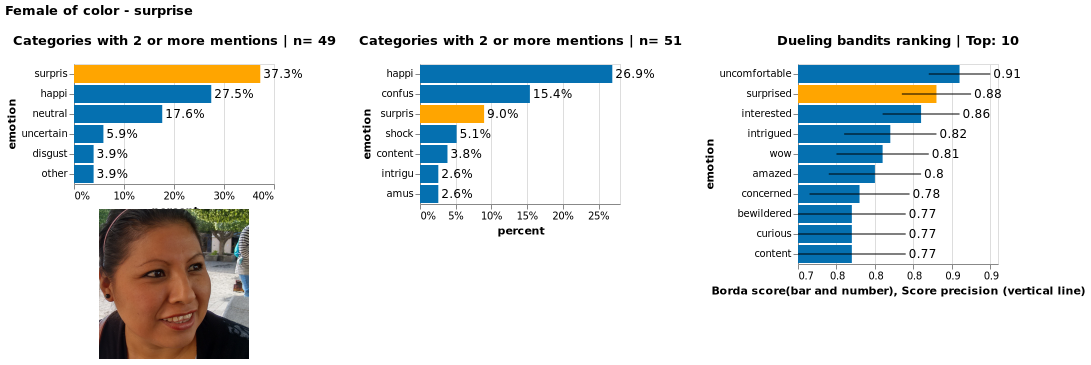 Female of color - surprise
Categories with 2 or more mentions | n= 49
emotion
surpris 37.3%
happi 27.5%
neutral 17.6%
uncertain 5.9%
disgust 3.9%
other 3.9%
0% 10% 20% 30% 40%
Categories with 2 or more mentions | n= 51
emotion
happi 26.9%
confus 15.4%
surpris 9.0%
shock 5.1%
content 3.8%
intrigu 2.6%
amus 2.6%
0% 5% 10% 15% 20% 25%
percent
Dueling bandits ranking | Top: 10
emotion
uncomfortable 0.91
surprised 0.88
interested 0.86
intrigued 0.82
wow 0.81
amazed 0.8
concerned 0.78
bewildered 0.77
curious 0.77
content 0.77
0.7 0.8 0.8 0.8 0.9 0.9
Borda score(bar and number), Score precision (vertical line)